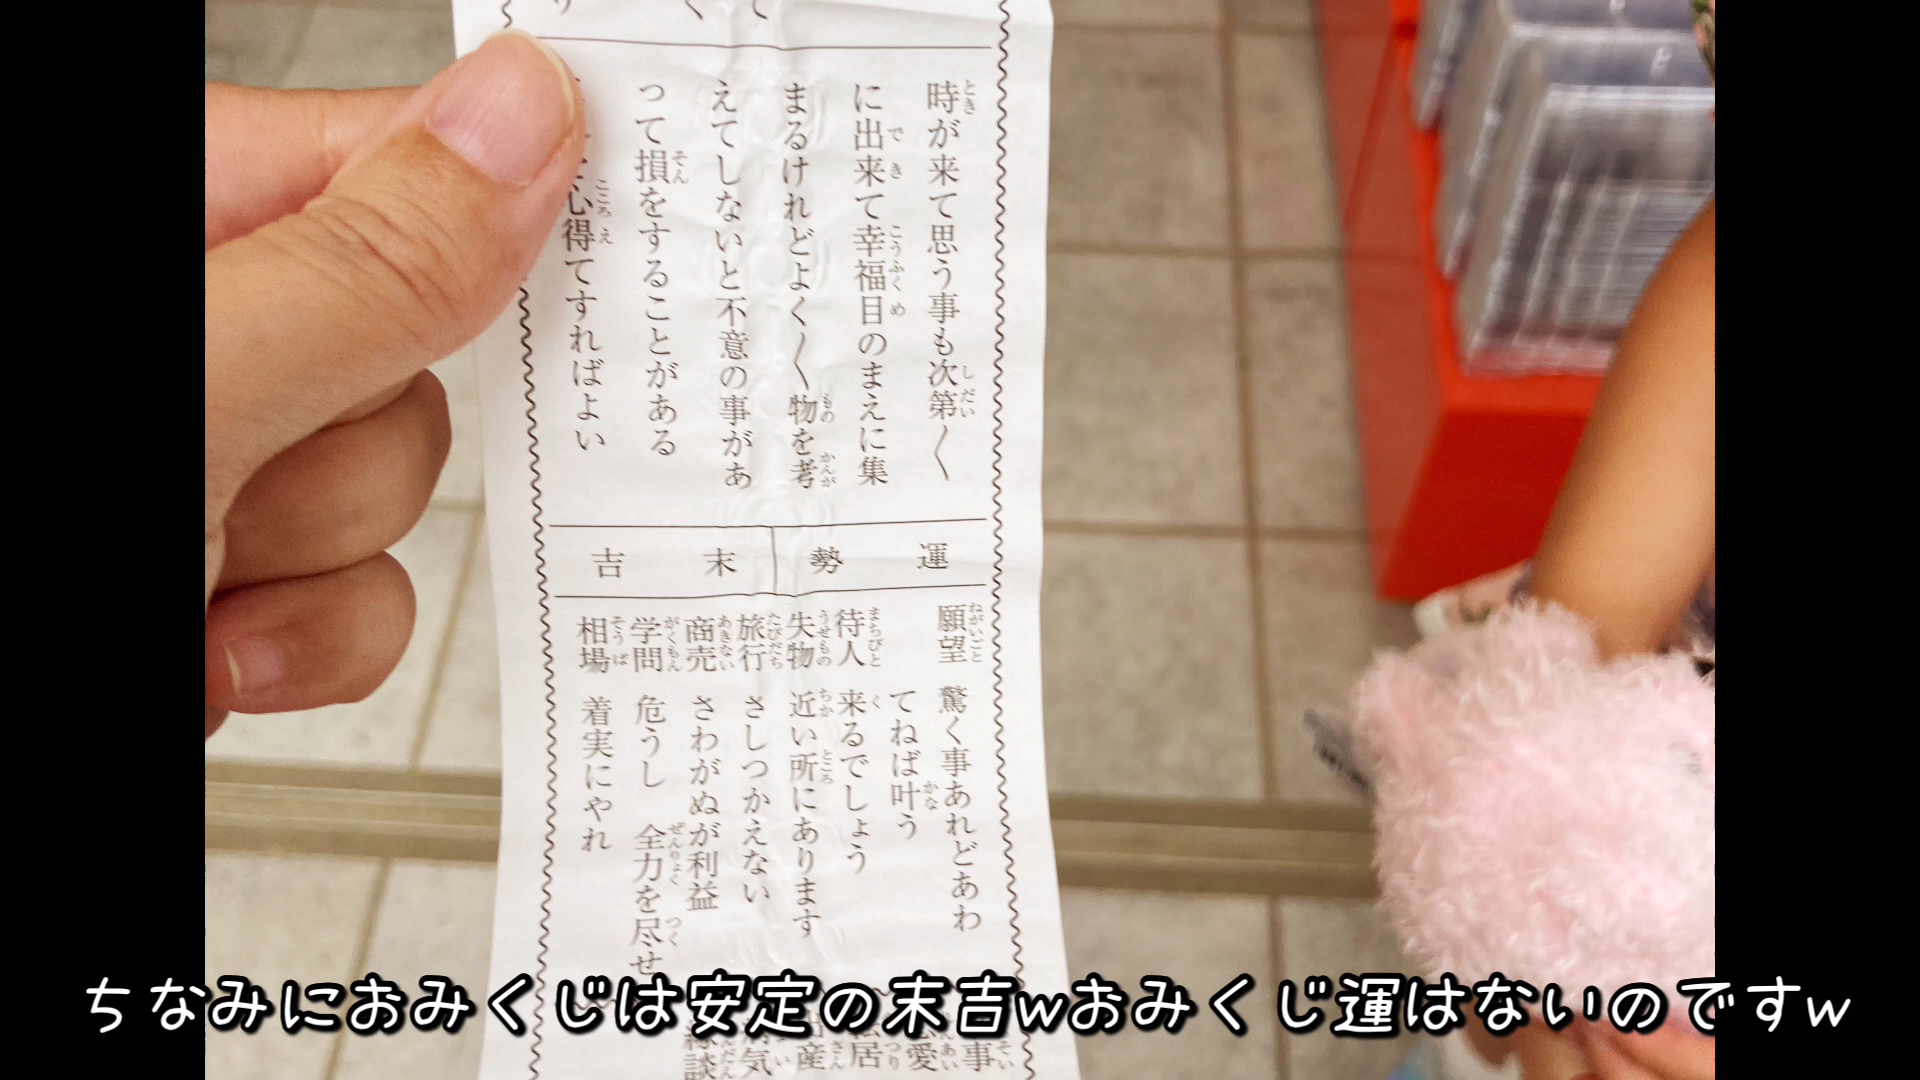 時が来て思う事も次第〱
に出来て幸福目のまえに集
まるけれどよく〱物を考
えてしないと不意の事があ
って損をすることがある
心得てすればよい
運勢 末吉
願望 驚く事あれどあわ
てねば叶う
待人 来るでしょう
失物 近い所にあります
旅行 さしつかえない
商売 さわがぬが利益
学問 危うし 全力を尽せ
相場 着実にやれ
ちなみにおみくじは安定の末吉wおみくじ運はないのですw